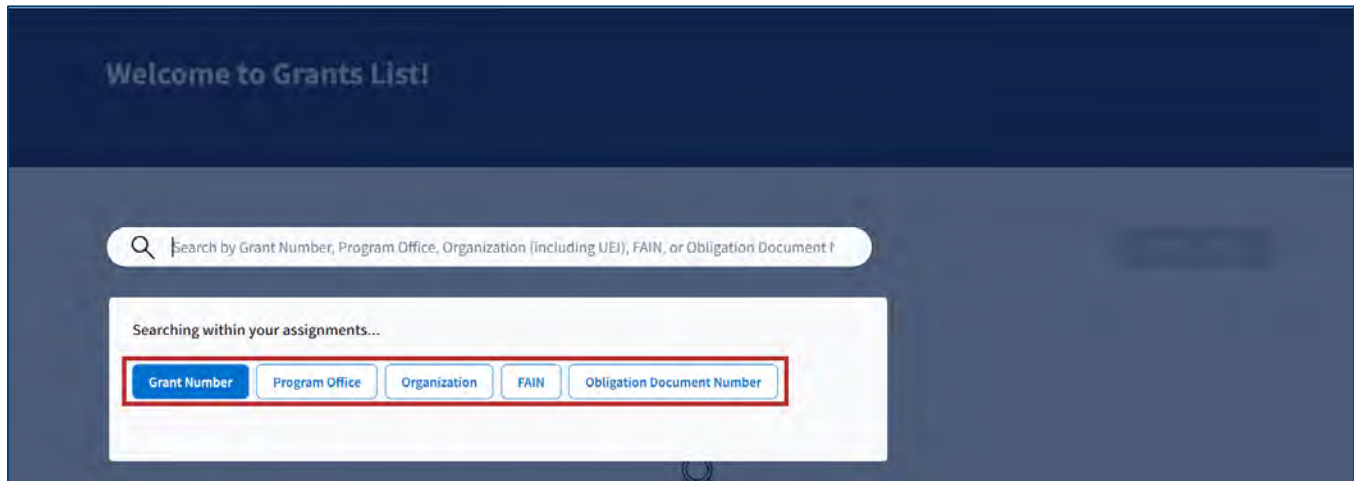 Welcome to Grants List!
Search by Grant Number, Program Office, Organization (including UEI), FAIN, or Obligation Document
Searching within your assignments...
Grant Number Program Office Organization FAIN Obligation Document Number